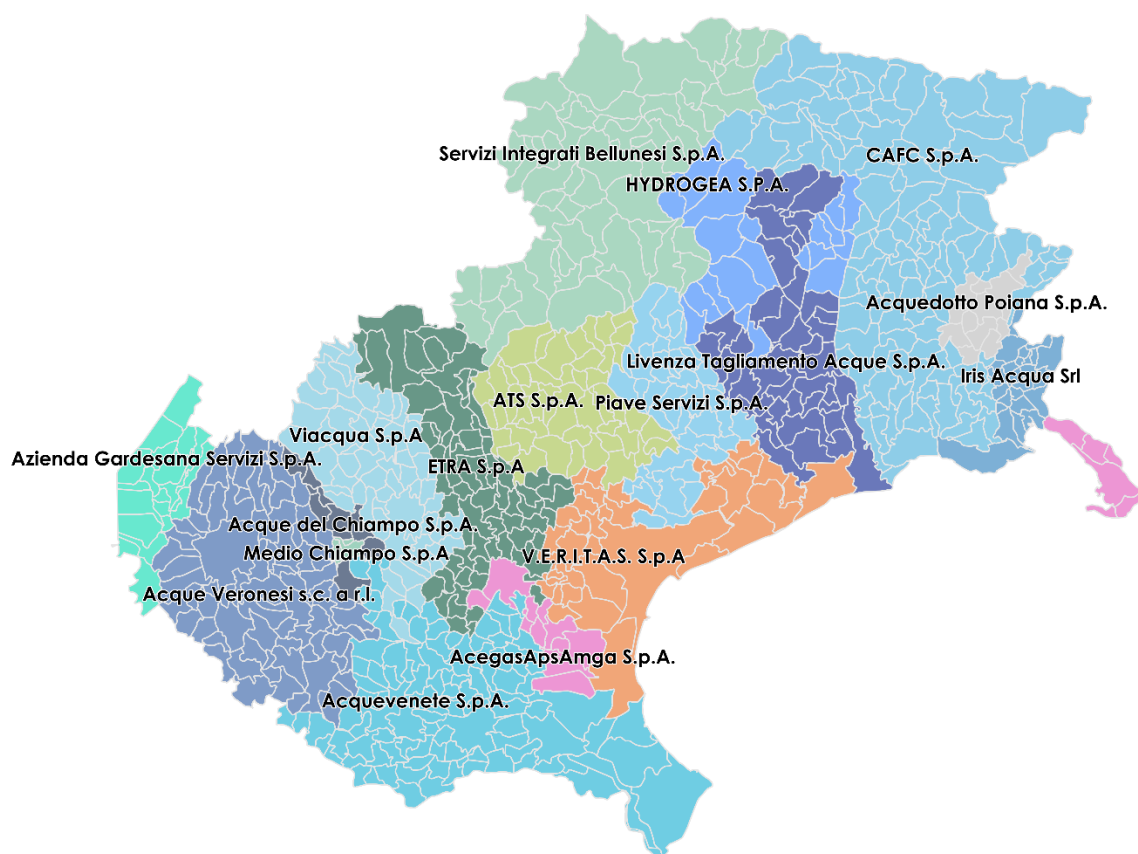 Servizi Integrati Bellunesi S.p.A.
CAFC S.p.A.
HYDROGEA S.P.A.
Acquedotto Poiana S.p.A.
Livenza Tagliamento Acque S.p.A.
Iris Acqua Srl
ATS S.p.A.
Piave Servizi S.p.A.
Viacqua S.p.A
Azienda Gardesana Servizi S.p.A.
ETRA S.p.A
Acque del Chiampo S.p.A.
Medio Chiampo S.p.A
V.E.R.I.T.A.S. S.p.A
Acque Veronesi s.c. a r.l.
AcegasApsAmga S.p.A.
Acquevenete S.p.A.